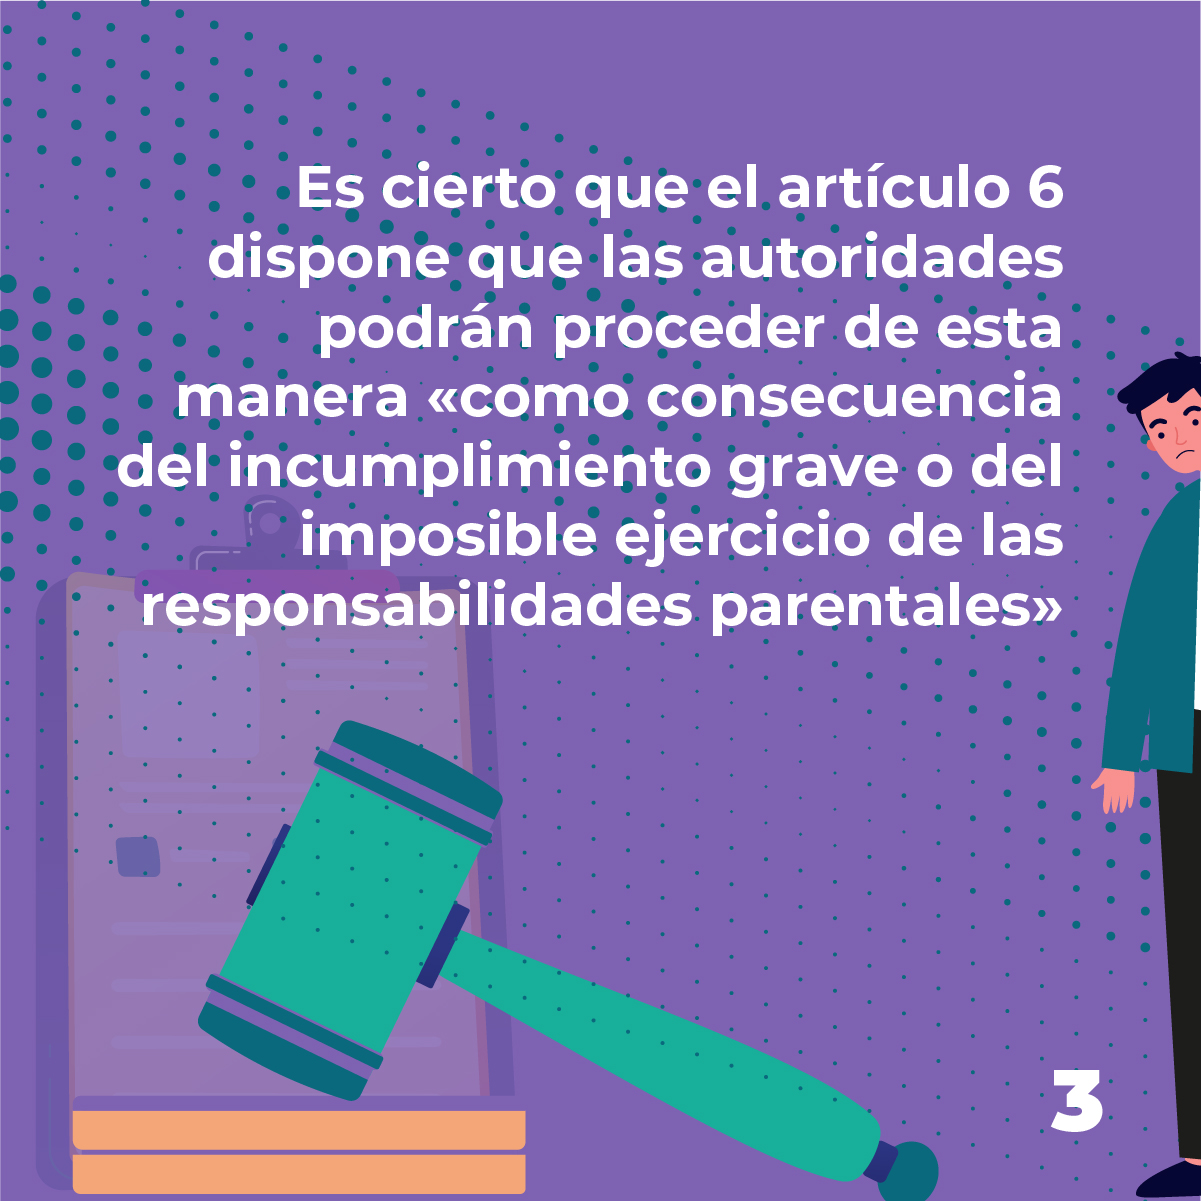 Es cierto que el artículo 6
dispone que las autoridades
podrán proceder de esta
manera «como consecuencia
del incumplimiento grave o del
imposible ejercicio de las
responsabilidades parentales»
3